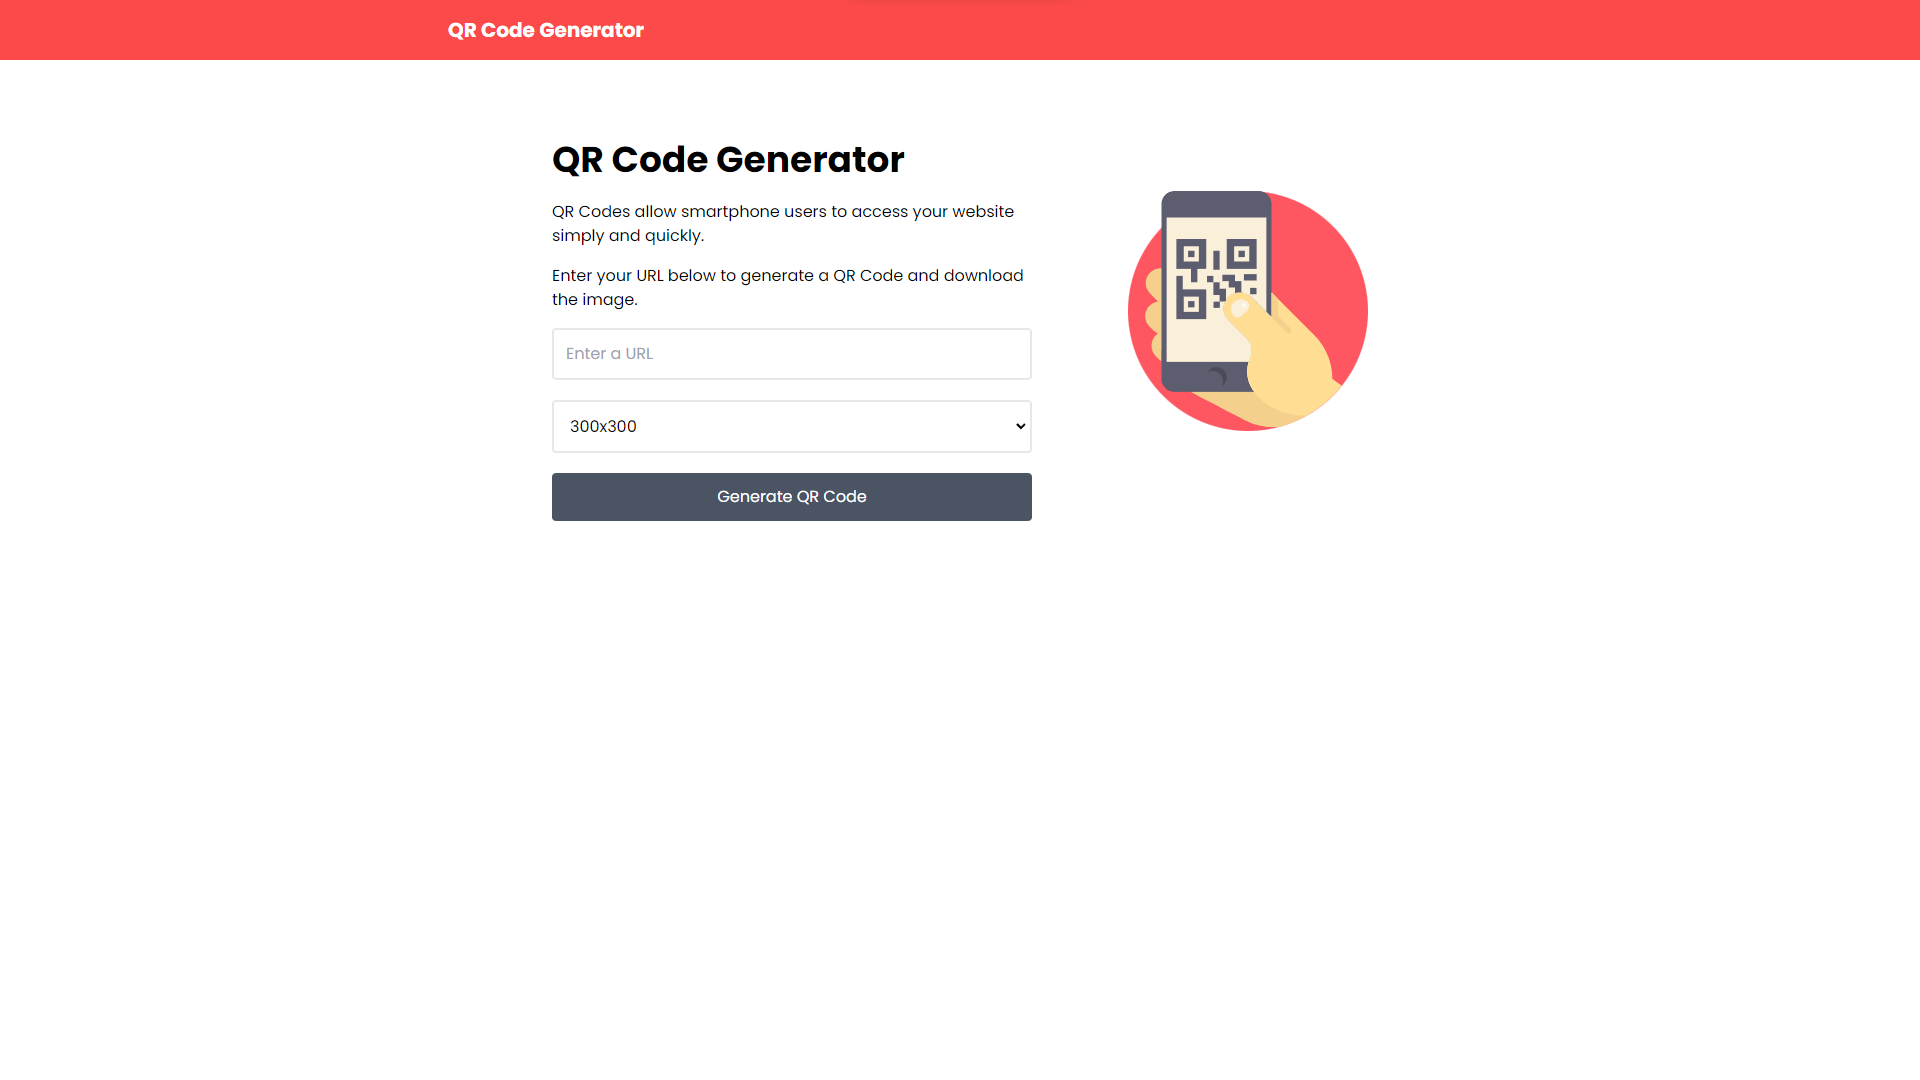 QR Code Generator
QR Code Generator
QR Codes allow smartphone users to access your website
simply and quickly.
Enter your URL below to generate a QR Code and download
the image.
Enter a URL
300x300
Generate QR Code